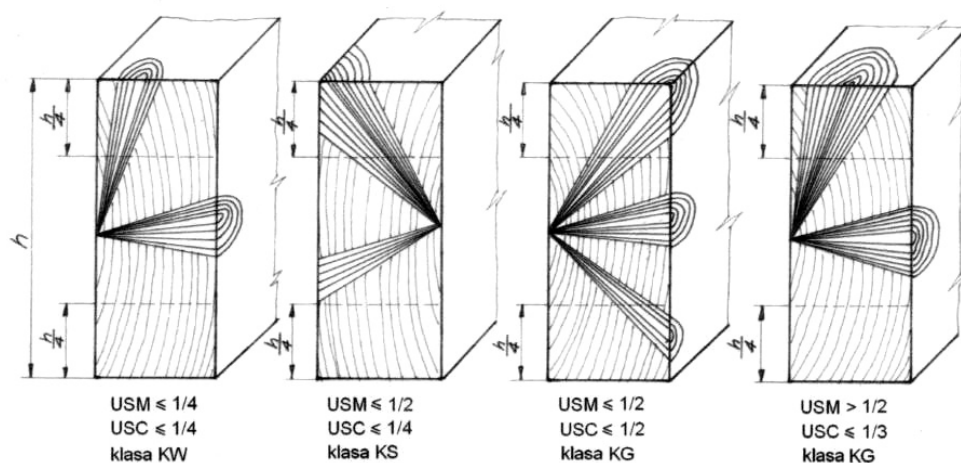 h
h/4
h/4
h/4
h/4
h/4
h/4
h/4
h/4
USM ⩽ 1/4
USC ⩽ 1/4
klasa KW
USM ⩽ 1/2
USC ⩽ 1/4
klasa KS
USM ⩽ 1/2
USC ⩽ 1/2
klasa KG
USM > 1/2
USC ⩽ 1/3
klasa KG